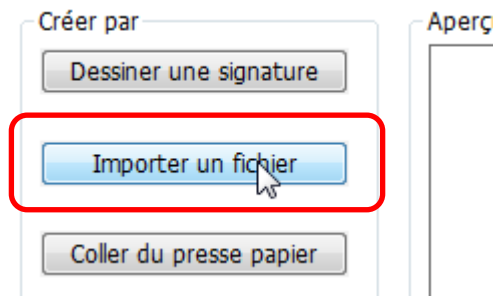 Créer par
Aperç
Dessiner une signature
Importer un fichier
Coller du presse papier